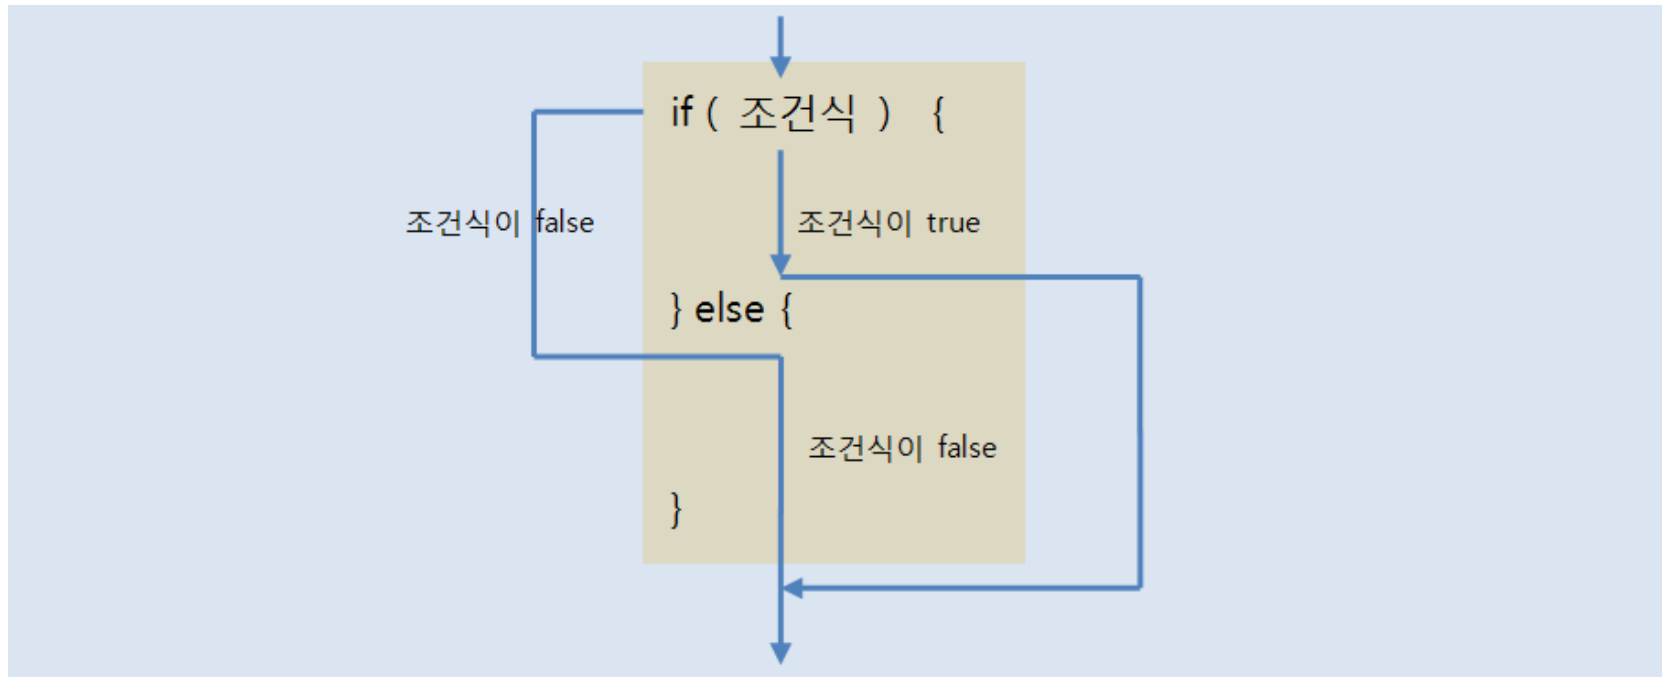 if ( 조건식 ) {
조건식이 false
조건식이 true
} else {
조건식이 false
}